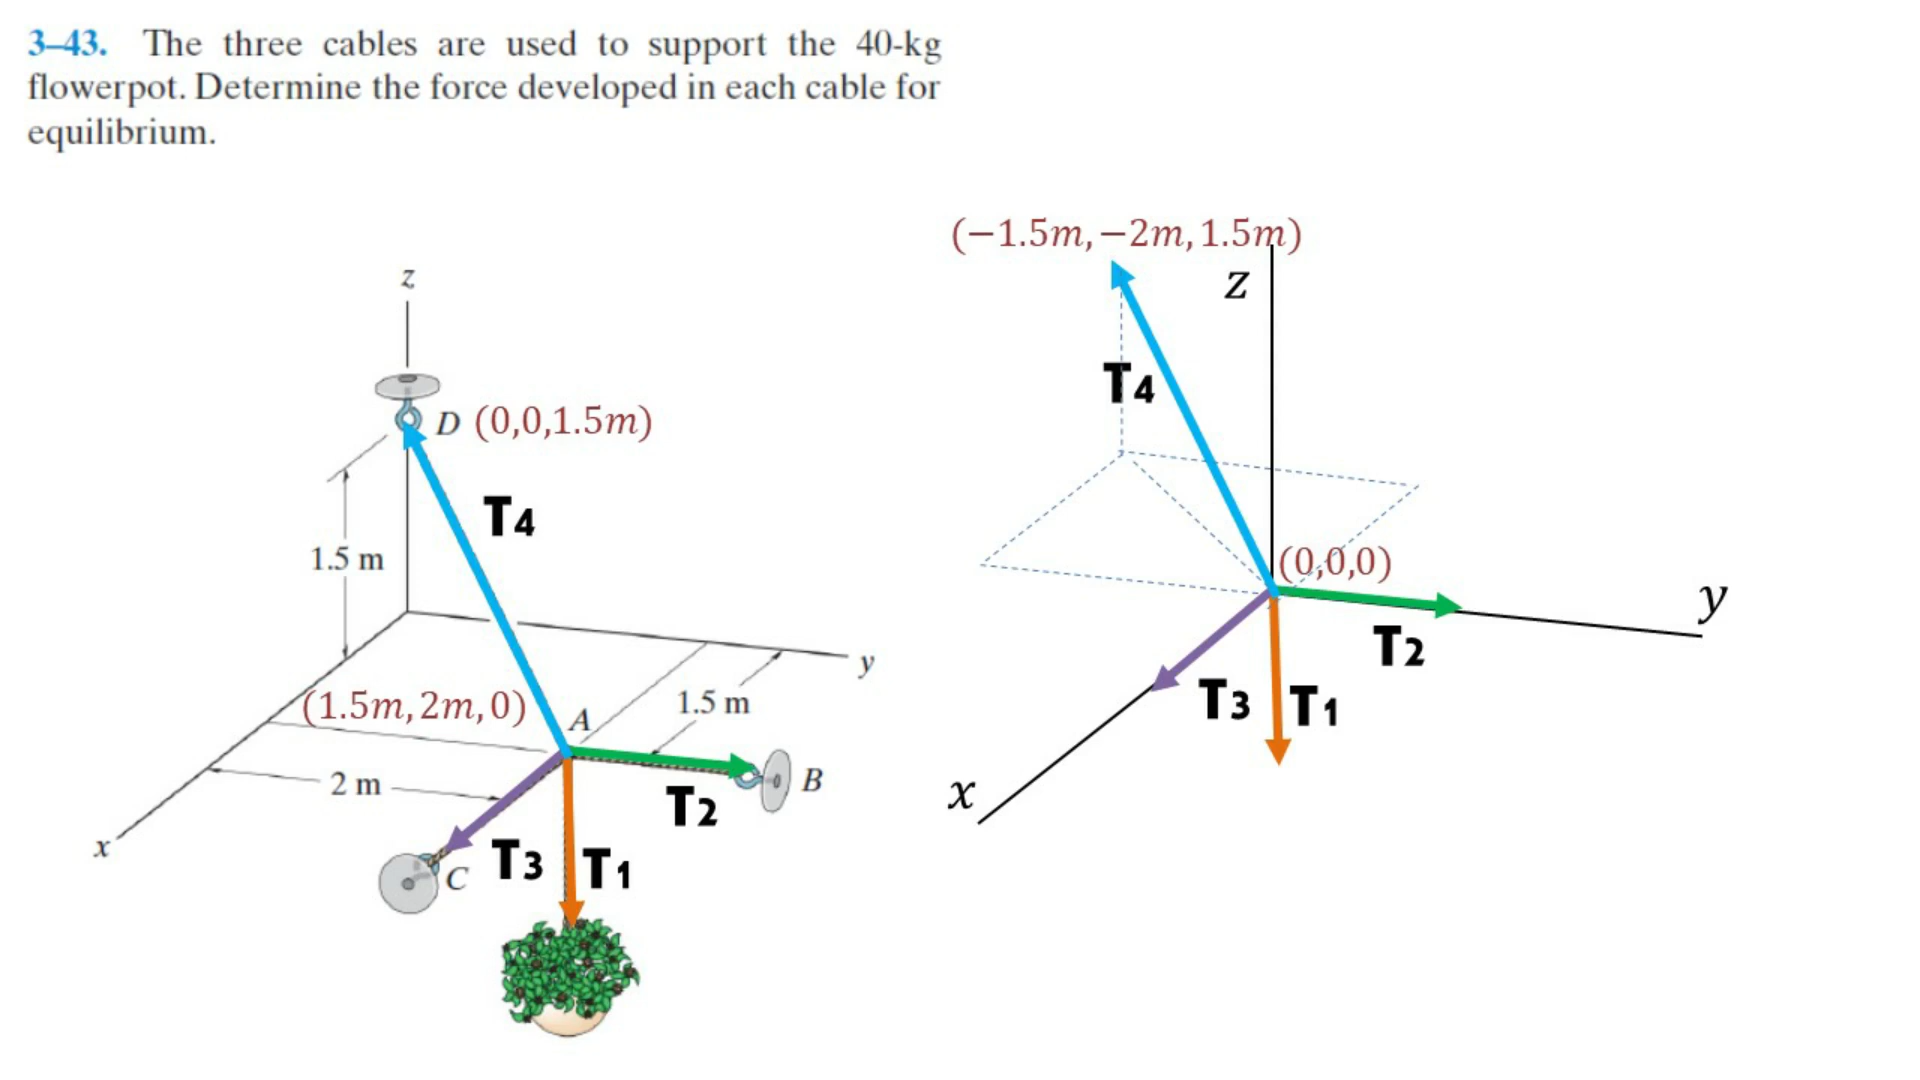 3–43. The three cables are used to support the 40-kg
flowerpot. Determine the force developed in each cable for
equilibrium.
(−1.5m, −2m, 1.5m)
z
z
D (0,0,1.5m)
T4
T4
1.5 m
(0,0,0)
y
T2
y
(1.5m, 2m, 0)
A
1.5 m
T3
T1
2 m
B
T2
x
x
C
T3
T1